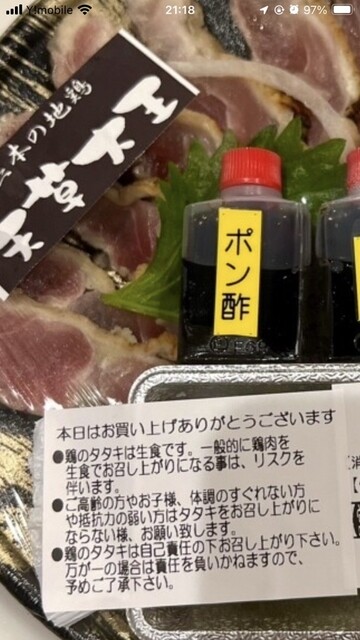 Y!mobile
21:18
97%
本の地鶏
天草大王
ポン酢
本日はお買い上げありがとうございます
●鶏のタタキは生食です。一般的に鶏肉を
生食でお召し上がりになる事は、リスクを
伴います。
●ご高齢の方やお子様、体調のすぐれない方
や抵抗力の弱い方はタタキをお召し上がりに
ならない様、お願い致します。
●鶏のタタキは自己責任の下お召し上がり下さい。
万が一の場合は責任を負いかねますので、
予めご了承下さい。